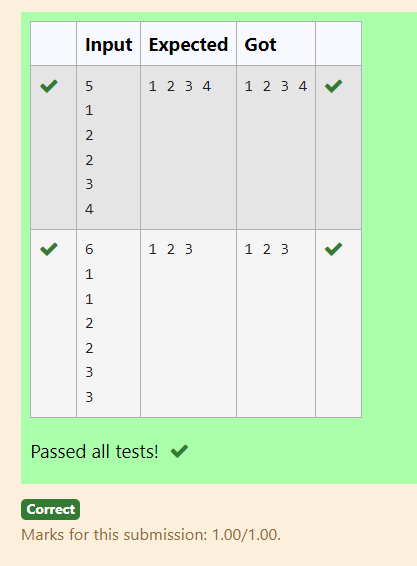 Input Expected Got
5 1 2 3 4 1 2 3 4
1
2
2
3
4
6 1 2 3 1 2 3
1
1
2
2
3
3
Passed all tests!
Correct
Marks for this submission: 1.00/1.00.